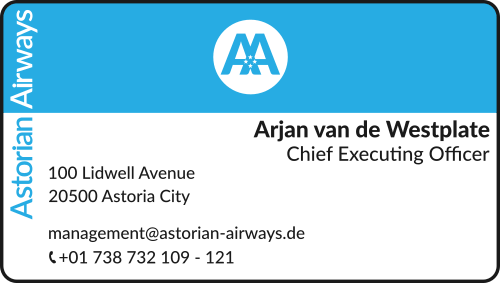 Astorian Airways
AA
Arjan van de Westplate
Chief Executing Officer
100 Lidwell Avenue
20500 Astoria City
management@astorian-airways.de
+01 738 732 109 - 121